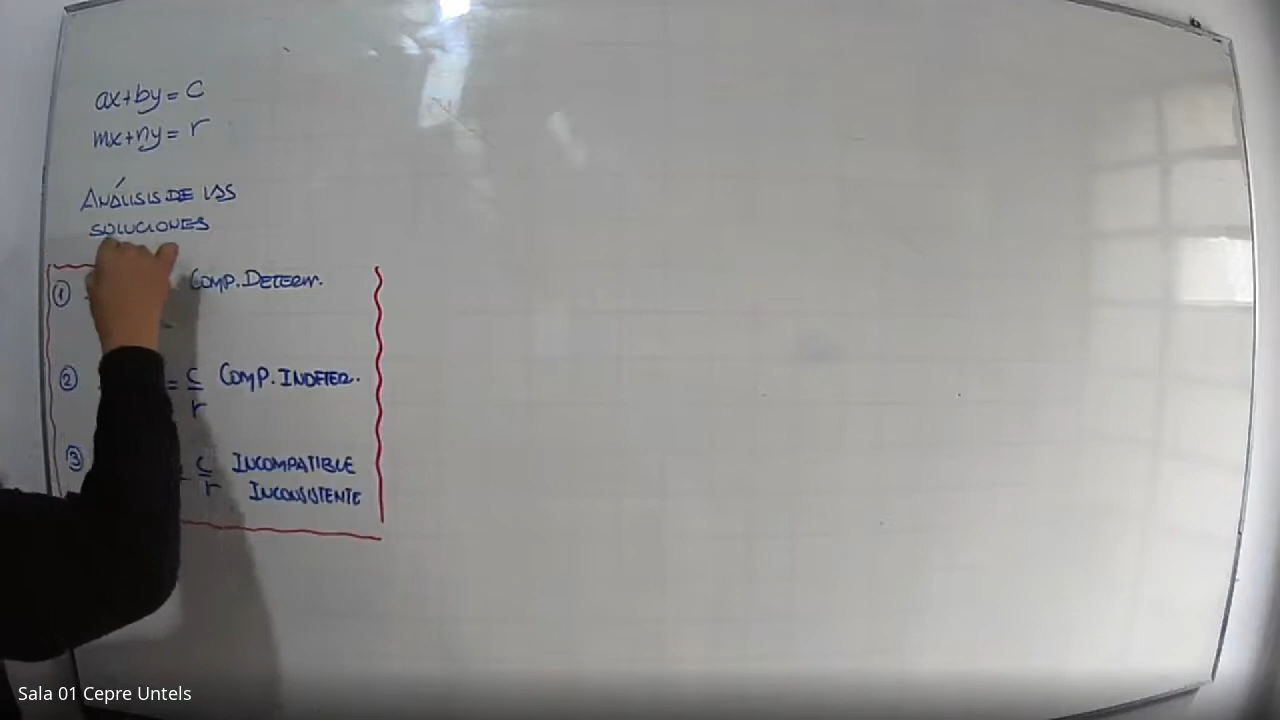 ax+by= C
mx+ny= r
ANÁLISIS DE LAS
SOLUCIONES
① COMP. DETERM.
② = c/r COMP. INDETER.
③ c/r INCOMPATIBLE
INCONSISTENTE
Sala 01 Cepre Untels